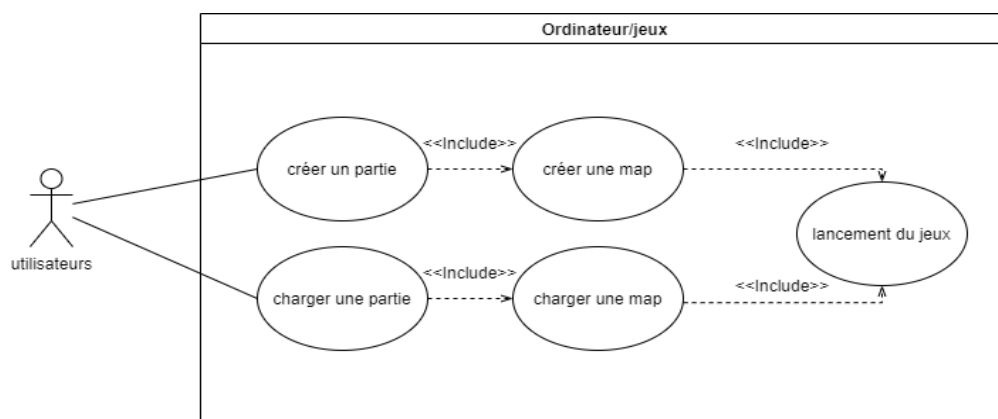 Ordinateur/jeux
<<Include>>
<<Include>>
créer un partie
créer une map
utilisateurs
lancement du jeux
<<Include>>
<<Include>>
charger une partie
charger une map